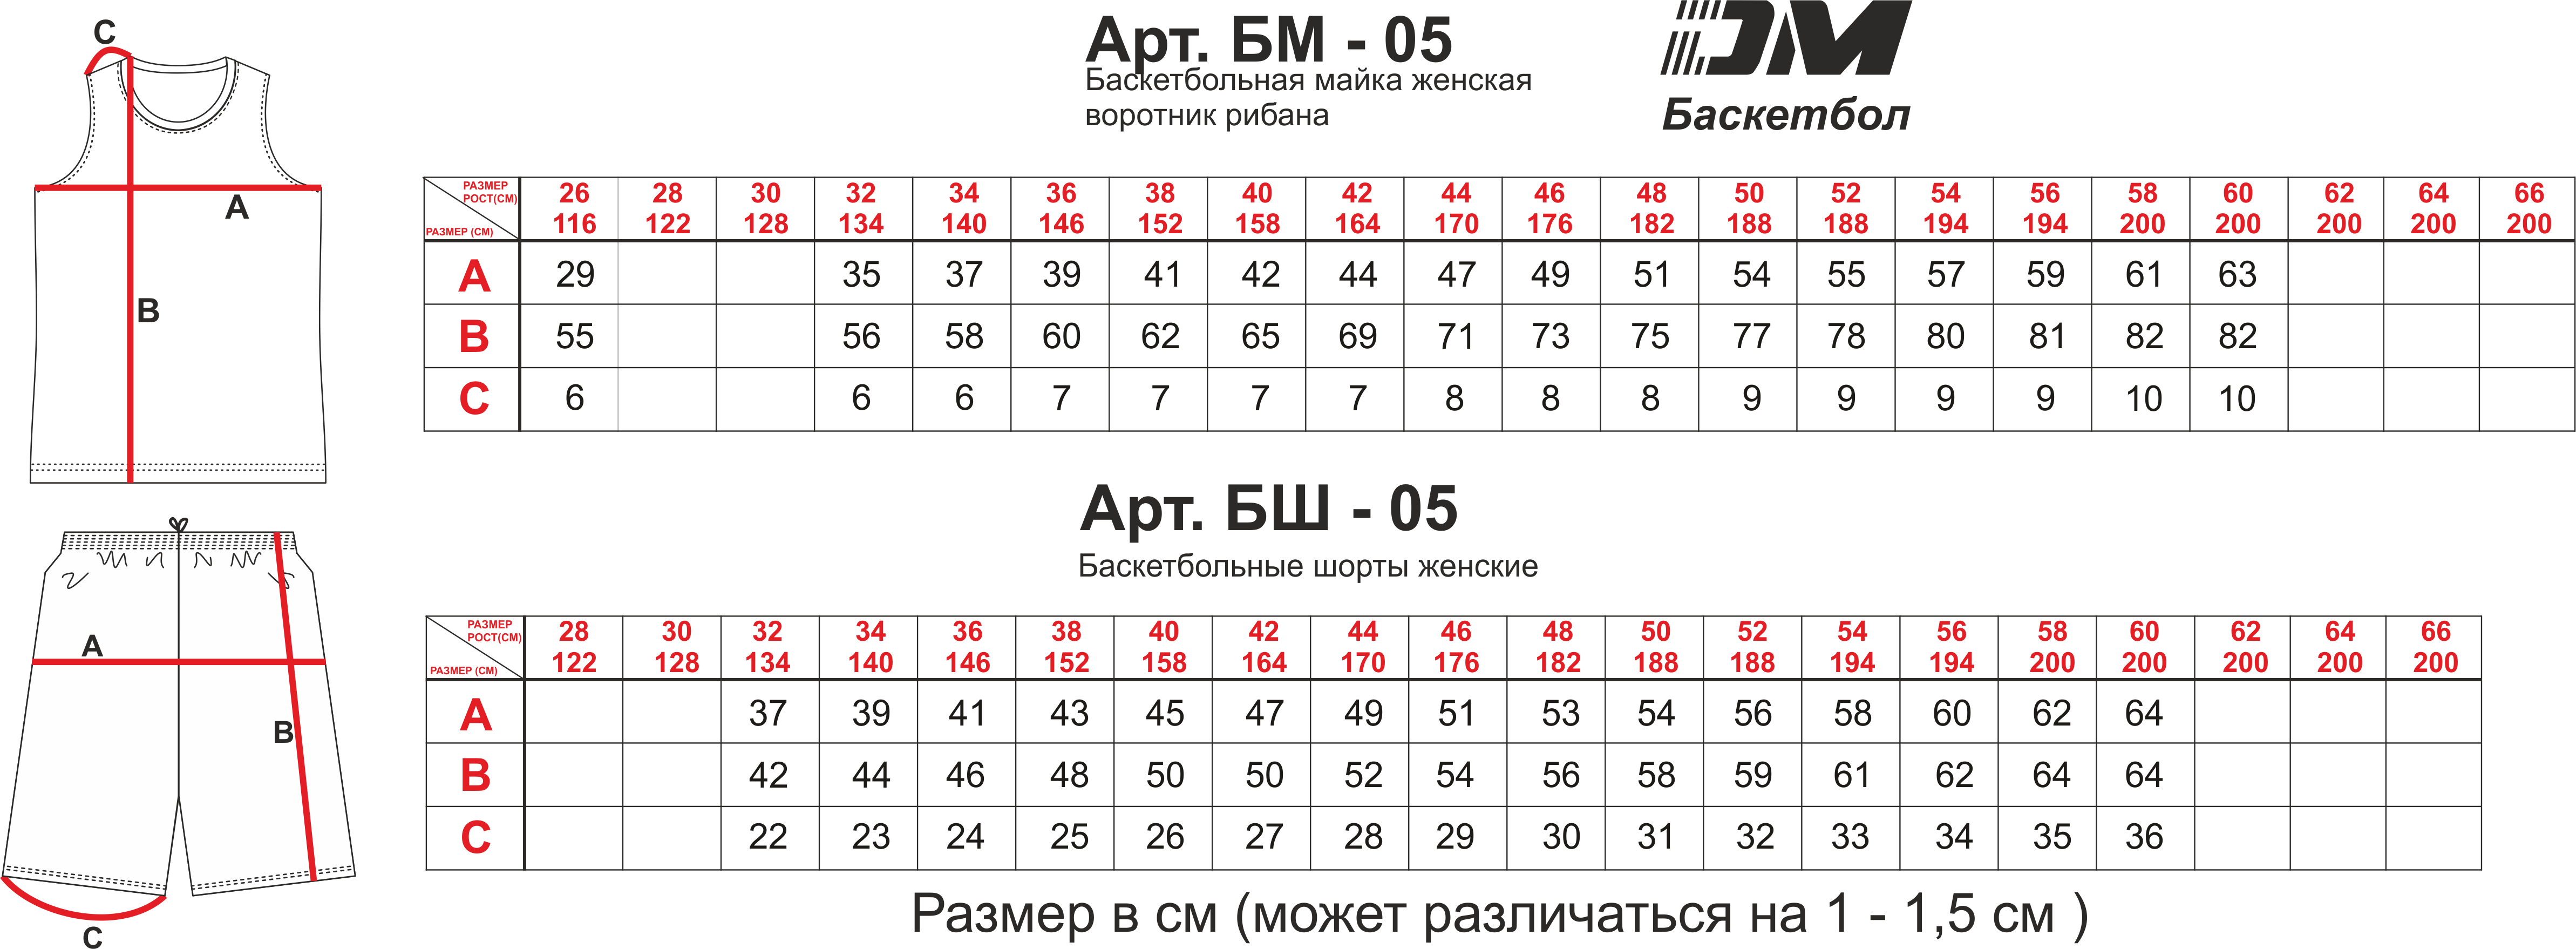 C
A
B
Арт. БМ - 05
Баскетбольная майка женская
воротник рибана
DM
Баскетбол
РАЗМЕР
РОСТ(СМ)
РАЗМЕР (СМ)
26 28 30 32 34 36 38 40 42 44 46 48 50 52 54 56 58 60 62 64 66
116 122 128 134 140 146 152 158 164 170 176 182 188 188 194 194 200 200 200 200 200
A 29 35 37 39 41 42 44 47 49 51 54 55 57 59 61 63
B 55 56 58 60 62 65 69 71 73 75 77 78 80 81 82 82
C 6 6 6 7 7 7 7 8 8 8 9 9 9 9 10 10
A
B
C
Арт. БШ - 05
Баскетбольные шорты женские
РАЗМЕР
РОСТ(СМ)
РАЗМЕР (СМ)
28 30 32 34 36 38 40 42 44 46 48 50 52 54 56 58 60 62 64 66
122 128 134 140 146 152 158 164 170 176 182 188 188 194 194 200 200 200 200 200
A 37 39 41 43 45 47 49 51 53 54 56 58 60 62 64
B 42 44 46 48 50 50 52 54 56 58 59 61 62 64 64
C 22 23 24 25 26 27 28 29 30 31 32 33 34 35 36
Размер в см (может различаться на 1 - 1,5 см )